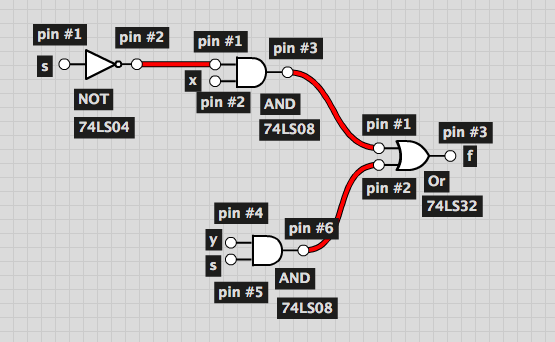 pin #1
pin #2
s
NOT
74LS04
pin #1
x
pin #2
pin #3
AND
74LS08
pin #4
y
s
pin #5
pin #6
AND
74LS08
pin #1
pin #2
pin #3
f
Or
74LS32